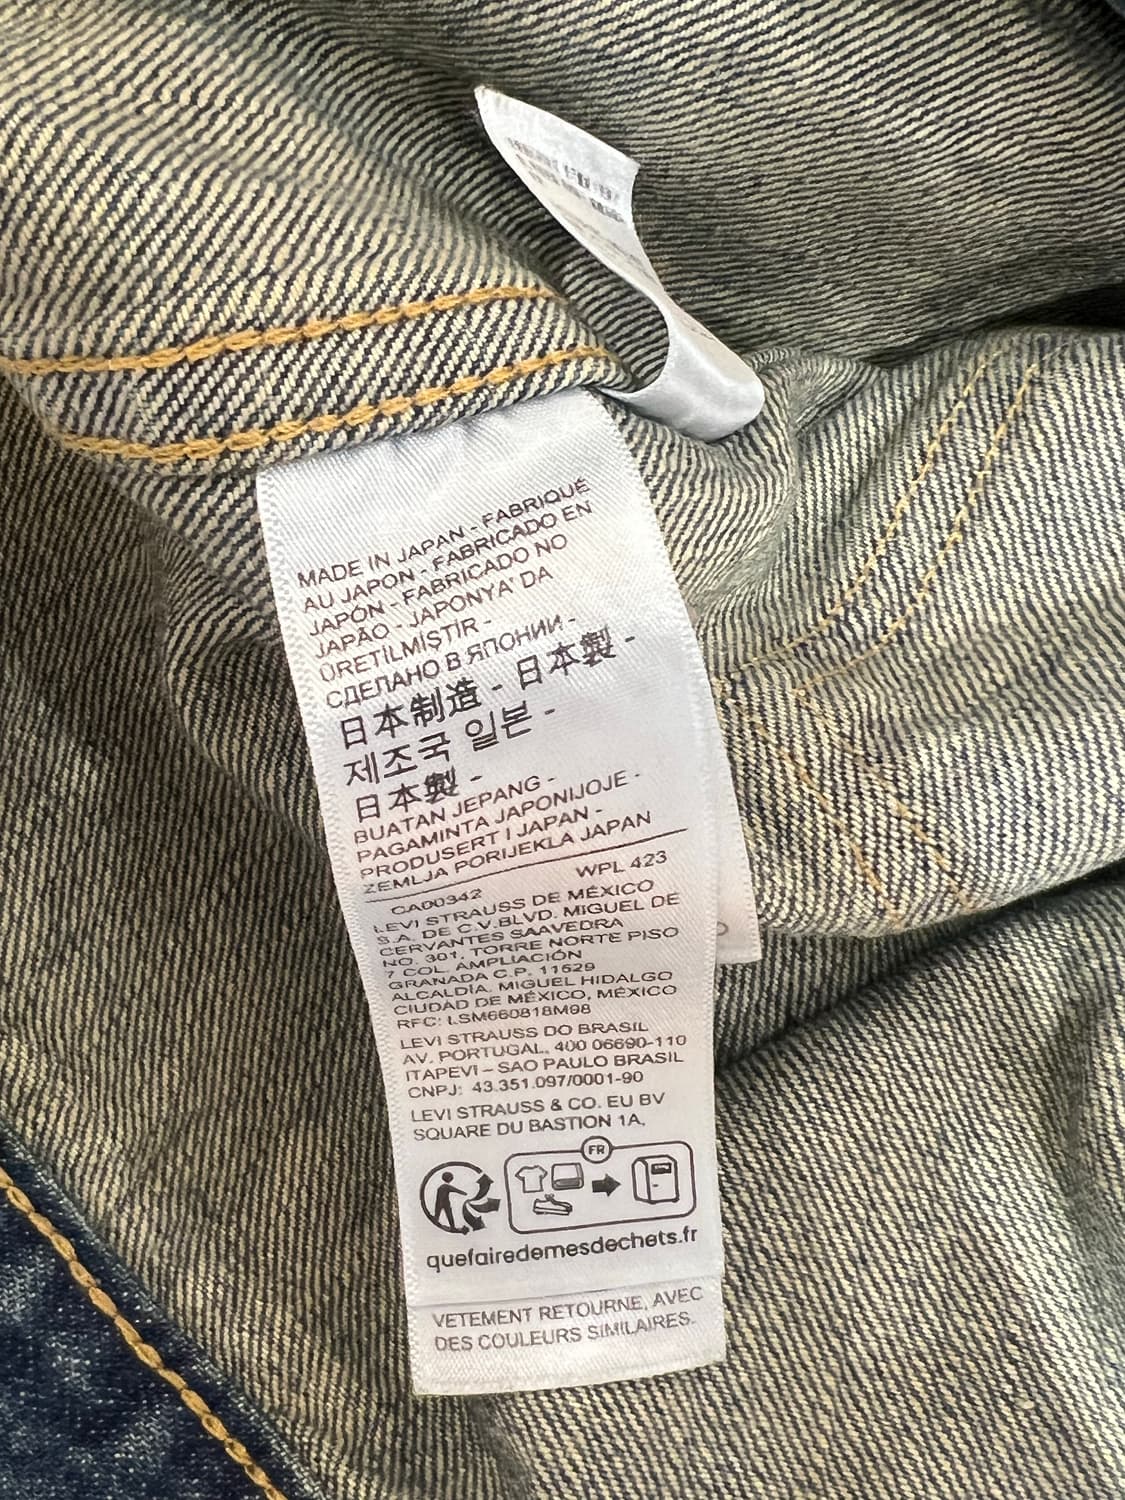 MADE IN JAPAN - FABRIQUÉ
AU JAPON - FABRICADO EN
JAPÓN - FABRICADO NO
JAPÃO - JAPONYA' DA
ÜRETİLMİŞTİR -
СДЕЛАНО В ЯПОНИИ -
日本制造 - 日本製 -
제조국 일본 -
日本製 -
BUATAN JEPANG -
PAGAMINTA JAPONIJOJE -
PRODUSERT I JAPAN -
ZEMLJA PORIJEKLA JAPAN
CA00342 WPL 423
LEVI STRAUSS DE MÉXICO
S.A. DE C.V.BLVD. MIGUEL DE
CERVANTES SAAVEDRA
NO. 301, TORRE NORTE PISO
7 COL. AMPLIACIÓN
GRANADA C.P. 11529
ALCALDÍA. MIGUEL HIDALGO
CIUDAD DE MÉXICO, MÉXICO
RFC: LSM660818M98
LEVI STRAUSS DO BRASIL
AV. PORTUGAL, 400 06690-110
ITAPEVI – SAO PAULO BRASIL
CNPJ: 43.351.097/0001-90
LEVI STRAUSS & CO. EU BV
SQUARE DU BASTION 1A,
FR
quefairedemesdechets.fr
VETEMENT RETOURNE, AVEC
DES COULEURS SIMILAIRES.